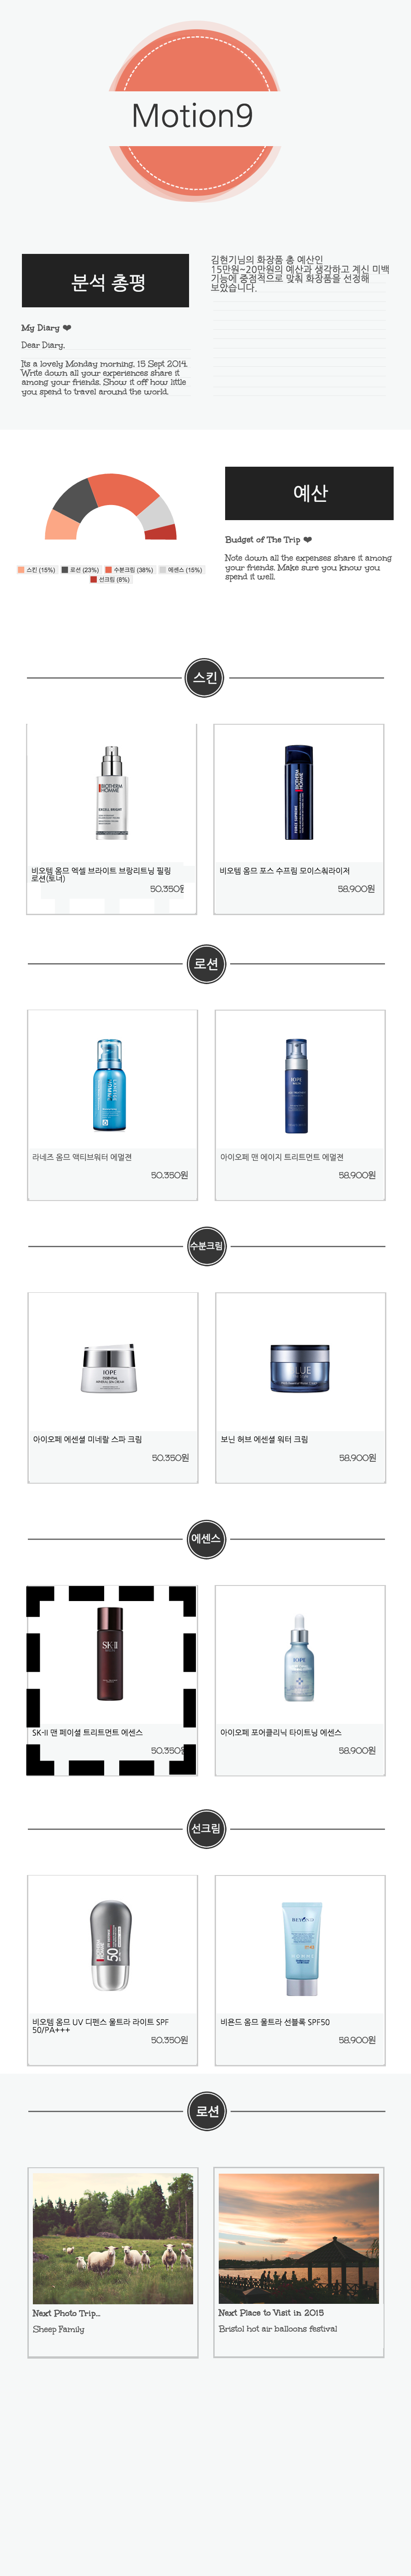 Motion9
분석 총평
My Diary ❤
Dear Diary,
Its a lovely Monday morning, 15 Sept 2014.
Write down all your experiences share it
among your friends. Show it off how little
you spend to travel around the world.
김현기님의 화장품 총 예산인
15만원~20만원의 예산과 생각하고 계신 미백
기능에 중점적으로 맞춰 화장품을 선정해
보았습니다.
스킨 (15%) 로션 (23%) 수분크림 (38%) 에센스 (15%)
선크림 (8%)
예산
Budget of The Trip ❤
Note down all the expenses share it among
your friends. Make sure you know you
spend it well.
스킨
BIOTHERM
HOMME
비오템 옴므 엑셀 브라이트 브랑리트닝 필링
로션(토너)
50,350원
BIOTHERM
HOMME
비오템 옴므 포스 수프림 모이스춰라이저
58,900원
로션
라네즈 옴므 액티브워터 에멀젼
50,350원
IOPE
아이오페 맨 에이지 트리트먼트 에멀젼
58,900원
수분크림
IOPE
아이오페 에센셜 미네랄 스파 크림
50,350원
보닌 허브 에센셜 워터 크림
58,900원
에센스
SK-II
SK-II 맨 페이셜 트리트먼트 에센스
50,350원
IOPE
아이오페 포어클리닉 타이트닝 에센스
58,900원
선크림
50
비오템 옴므 UV 디펜스 울트라 라이트 SPF
50/PA+++
50,350원
BEYOND
비욘드 옴므 울트라 선블록 SPF50
58,900원
로션
Next Photo Trip...
Sheep Family
Next Place to Visit in 2015
Bristol hot air balloons festival